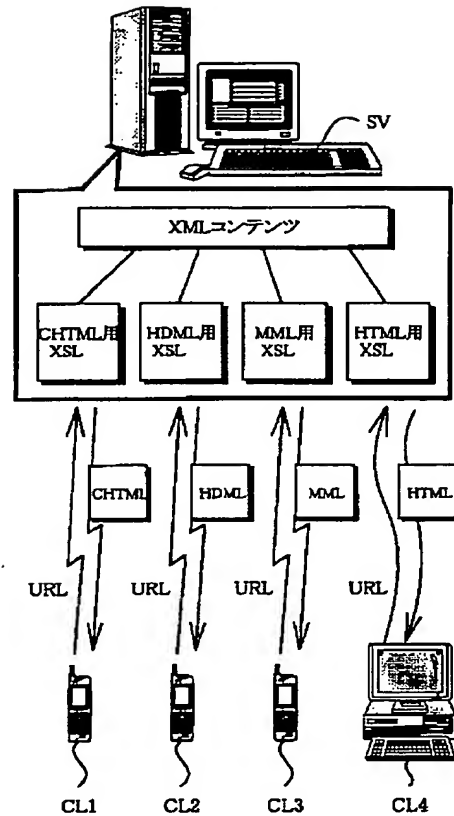 SV
XMLコンテンツ
CHTML用
XSL
HDML用
XSL
MML用
XSL
HTML用
XSL
CHTML
HDML
MML
HTML
URL
URL
URL
URL
CL1
CL2
CL3
CL4